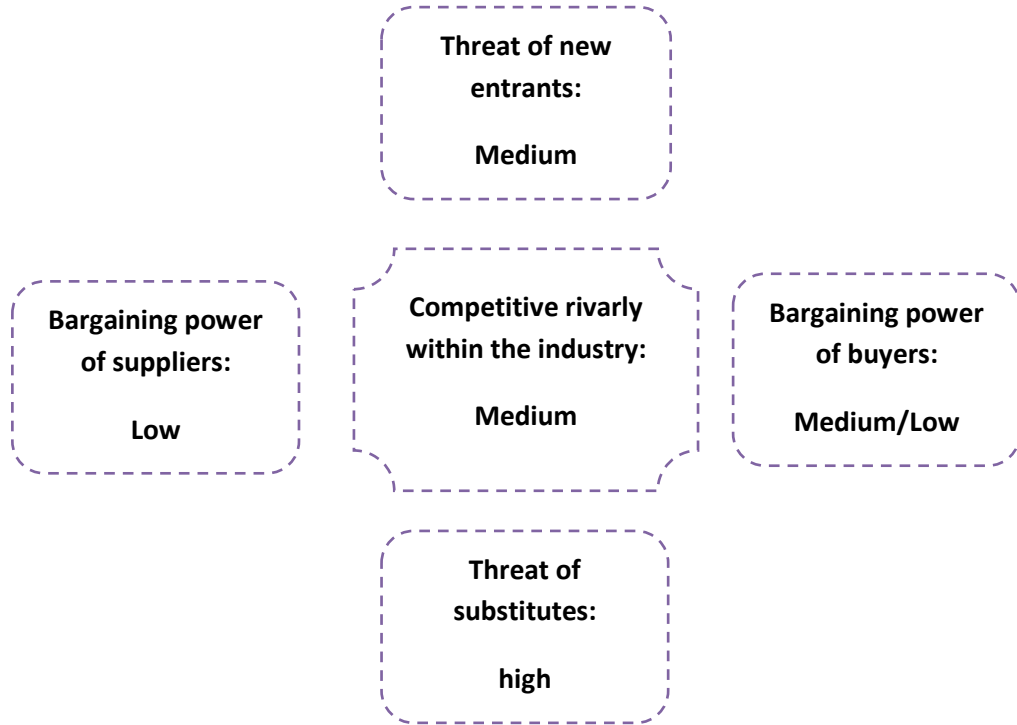 Threat of new
entrants:
Medium
Bargaining power
of suppliers:
Low
Competitive rivarly
within the industry:
Medium
Bargaining power
of buyers:
Medium/Low
Threat of
substitutes:
high